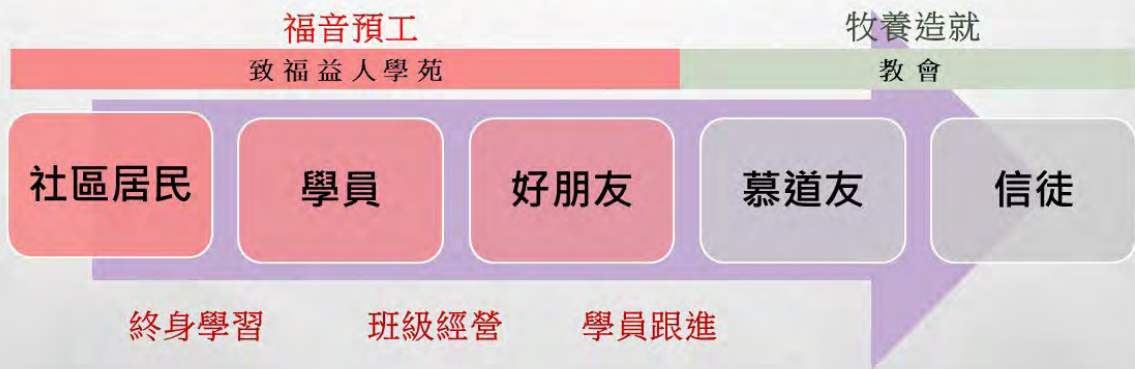 福音預工 牧養造就
致福益人學苑 教會
社區居民 學員 好朋友 慕道友 信徒
終身學習 班級經營 學員跟進